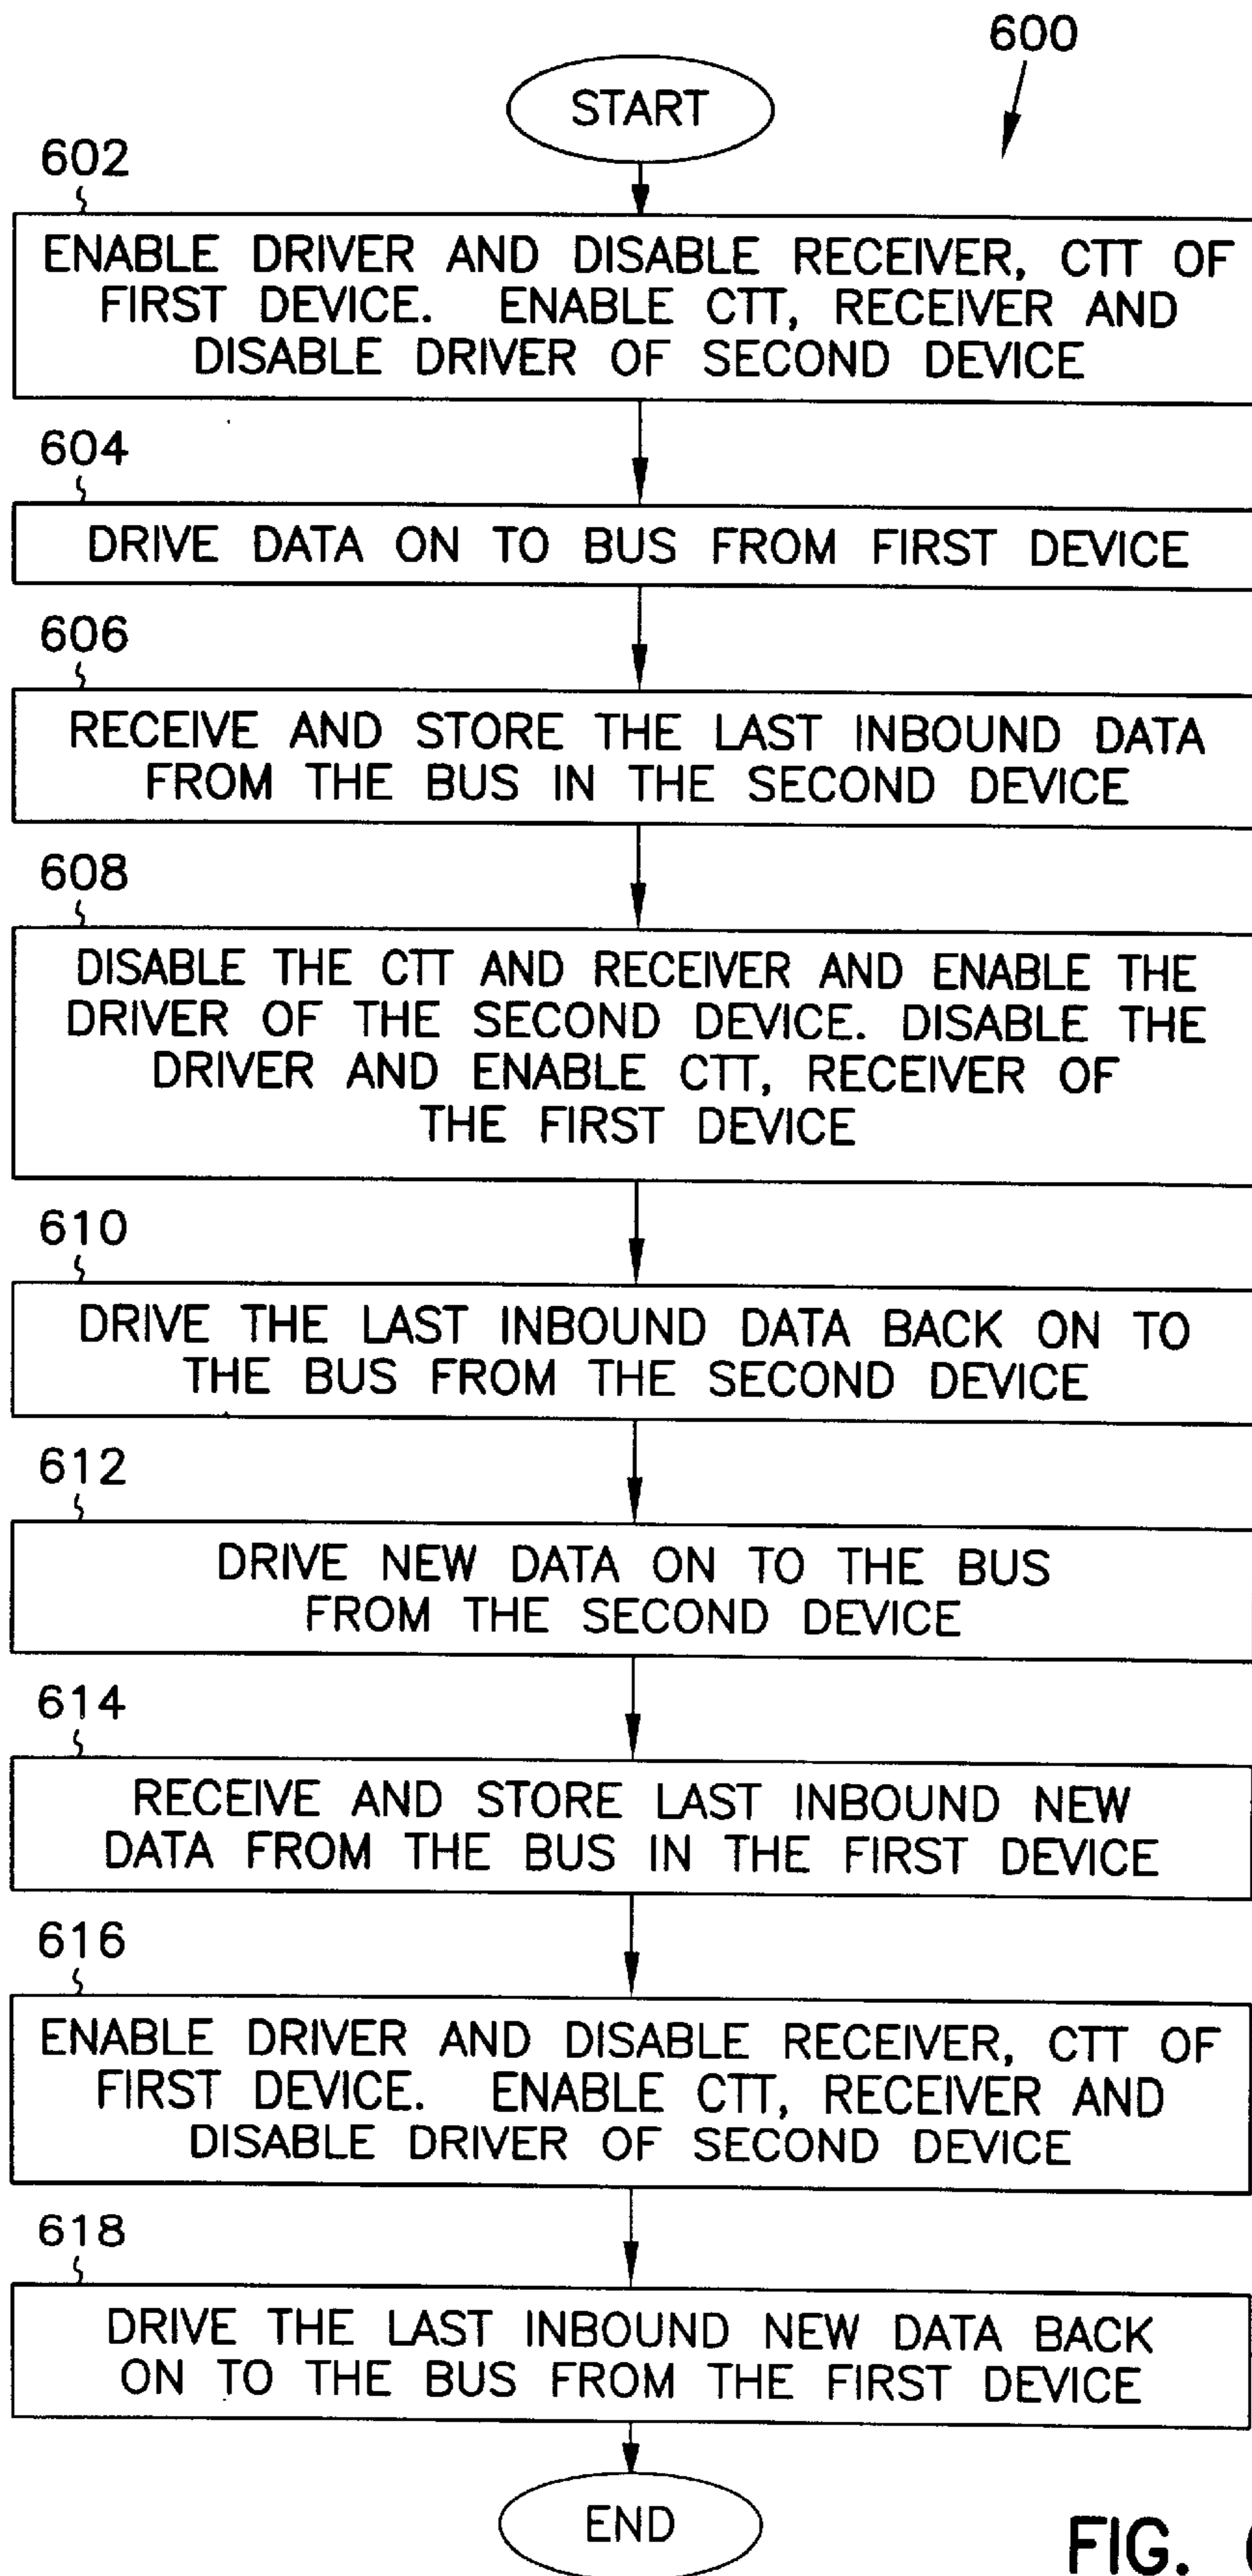 600
START
602
ENABLE DRIVER AND DISABLE RECEIVER, CTT OF
FIRST DEVICE. ENABLE CTT, RECEIVER AND
DISABLE DRIVER OF SECOND DEVICE
604
DRIVE DATA ON TO BUS FROM FIRST DEVICE
606
RECEIVE AND STORE THE LAST INBOUND DATA
FROM THE BUS IN THE SECOND DEVICE
608
DISABLE THE CTT AND RECEIVER AND ENABLE THE
DRIVER OF THE SECOND DEVICE. DISABLE THE
DRIVER AND ENABLE CTT, RECEIVER OF
THE FIRST DEVICE
610
DRIVE THE LAST INBOUND DATA BACK ON TO
THE BUS FROM THE SECOND DEVICE
612
DRIVE NEW DATA ON TO THE BUS
FROM THE SECOND DEVICE
614
RECEIVE AND STORE LAST INBOUND NEW
DATA FROM THE BUS IN THE FIRST DEVICE
616
ENABLE DRIVER AND DISABLE RECEIVER, CTT OF
FIRST DEVICE. ENABLE CTT, RECEIVER AND
DISABLE DRIVER OF SECOND DEVICE
618
DRIVE THE LAST INBOUND NEW DATA BACK
ON TO THE BUS FROM THE FIRST DEVICE
END
FIG.